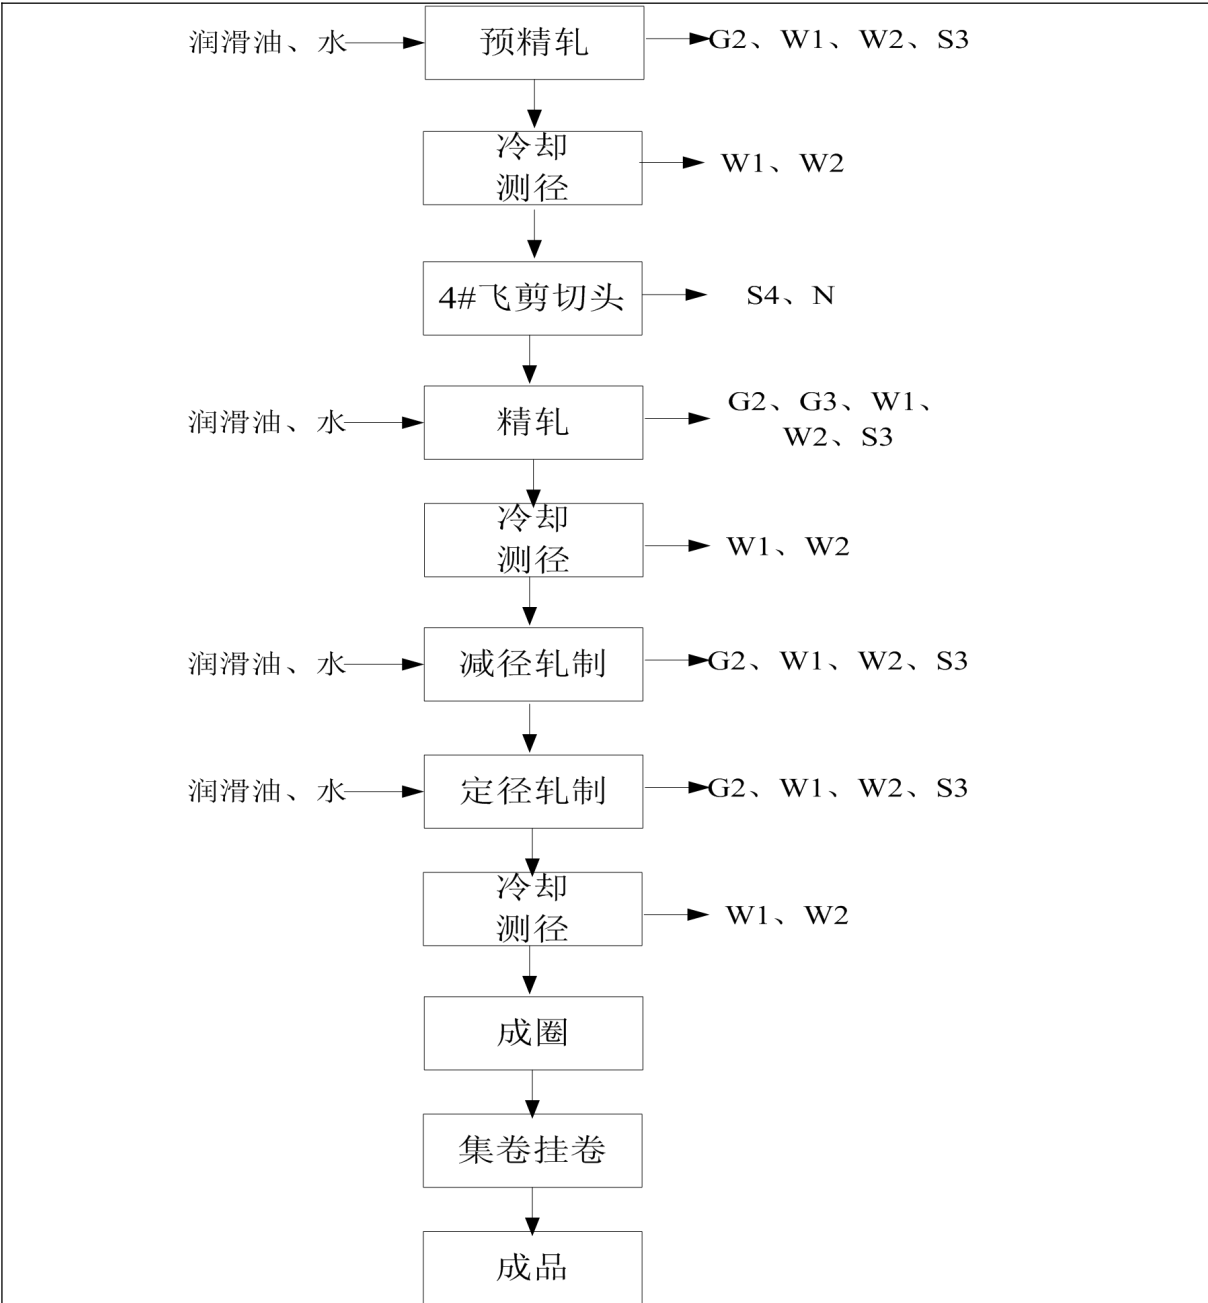 润滑油、水
预精轧
G2、W1、W2、S3
冷却
测径
W1、W2
4#飞剪切头
S4、N
润滑油、水
精轧
G2、G3、W1、
W2、S3
冷却
测径
W1、W2
润滑油、水
减径轧制
G2、W1、W2、S3
润滑油、水
定径轧制
G2、W1、W2、S3
冷却
测径
W1、W2
成圈
集卷挂卷
成品